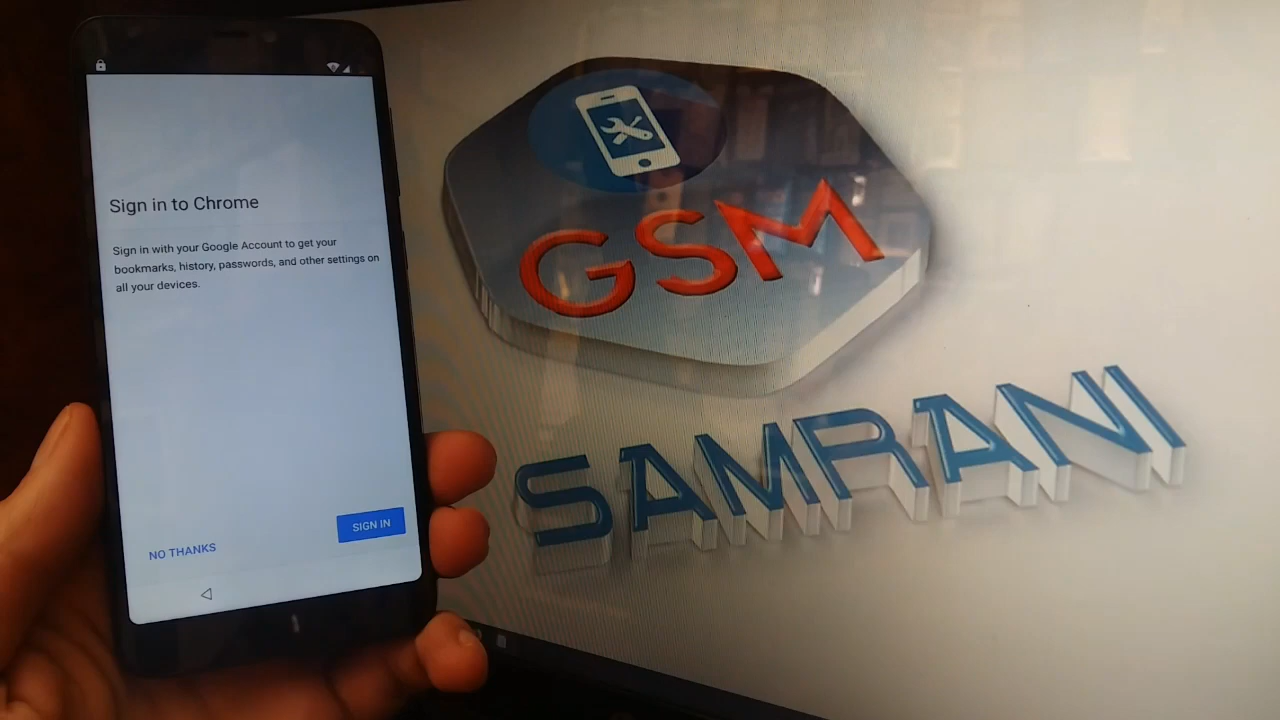 Sign in to Chrome
Sign in with your Google Account to get your
bookmarks, history, passwords, and other settings on
all your devices.
NO THANKS
SIGN IN
GSM
SAMRANI